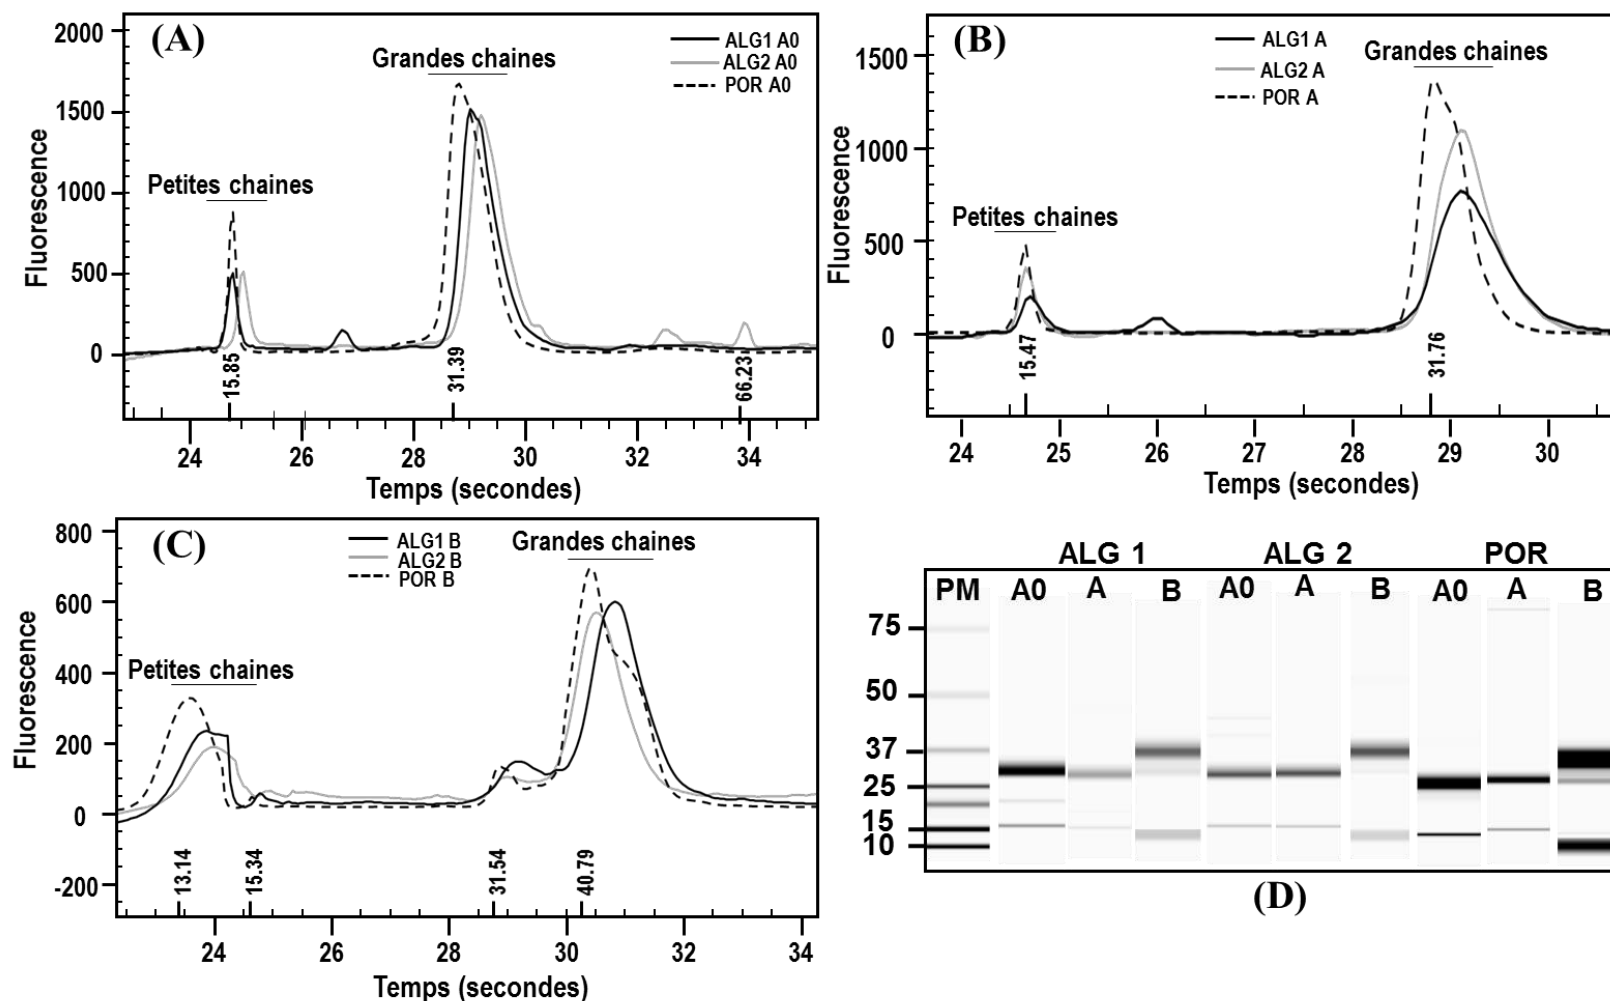 (A)
ALG1 A0
ALG2 A0
POR A0
Grandes chaines
Petites chaines
Fluorescence
2000
1500
1000
500
0
15.85
31.39
66.23
24 26 28 30 32 34
Temps (secondes)
(B)
ALG1 A
ALG2 A
POR A
Grandes chaines
Petites chaines
Fluorescence
1500
1000
500
0
15.47
31.76
24 25 26 27 28 29 30
Temps (secondes)
(C)
ALG1 B
ALG2 B
POR B
Grandes chaines
Petites chaines
Fluorescence
800
600
400
200
0
-200
13.14
15.34
31.54
40.79
24 26 28 30 32 34
Temps (secondes)
ALG 1 ALG 2 POR
PM A0 A B A0 A B A0 A B
75
50
37
25
15
10
(D)